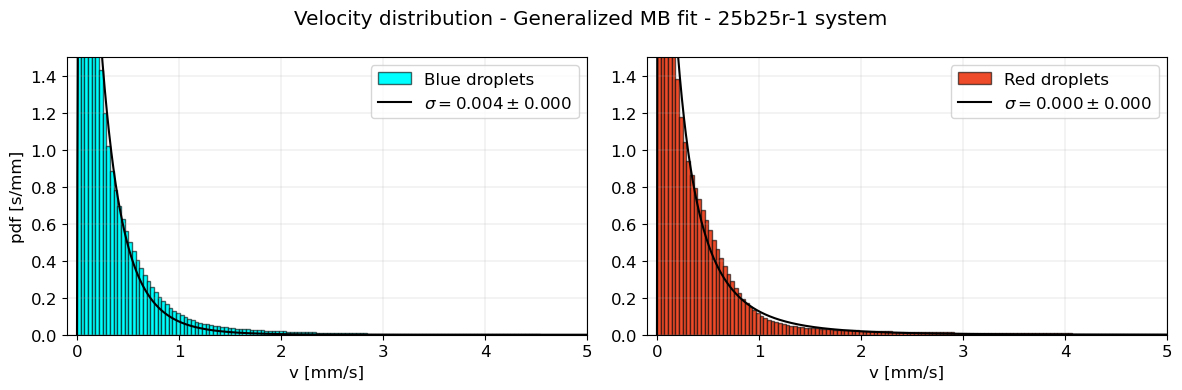 Velocity distribution - Generalized MB fit - 25b25r-1 system
pdf [s/mm]
1.4
1.2
1.0
0.8
0.6
0.4
0.2
0.0
Blue droplets
σ = 0.004 ± 0.000
0 1 2 3 4 5
v [mm/s]
1.4
1.2
1.0
0.8
0.6
0.4
0.2
0.0
Red droplets
σ = 0.000 ± 0.000
0 1 2 3 4 5
v [mm/s]